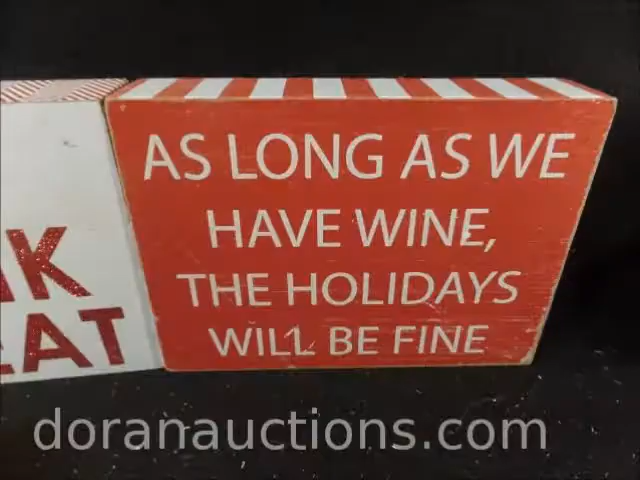 AS LONG AS WE
HAVE WINE,
THE HOLIDAYS
WILL BE FINE
doranauctions.com